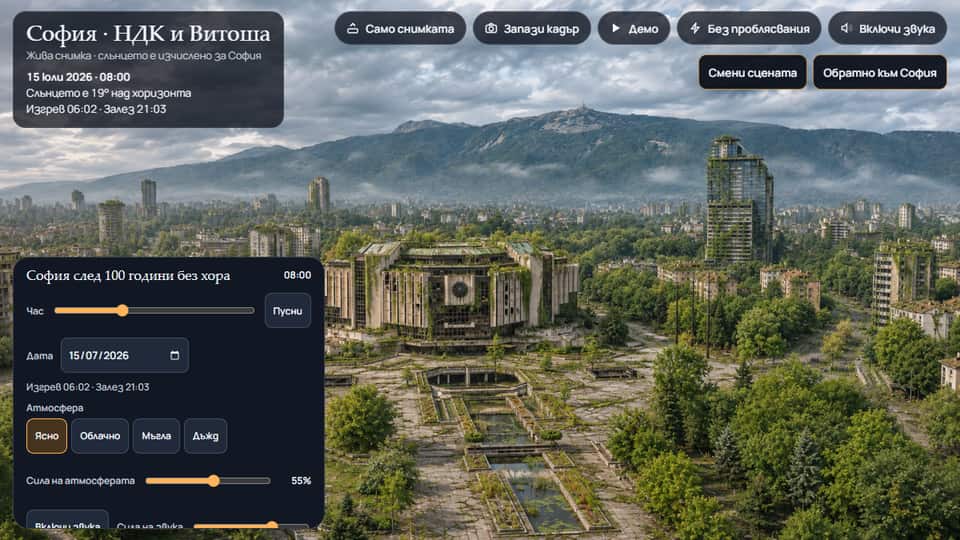 София · НДК и Витоша
Жива снимка - слънцето е изчислено за София
15 юли 2026 · 08:00
Слънцето е 19° над хоризонта
Изгрев 06:02 · Залез 21:03
Само снимката
Запази кадър
Демо
Без проблясвания
Включи звука
Смени сцената
Обратно към София
София след 100 години без хора
08:00
Час
Пусни
Дата
15/07/2026
Изгрев 06:02 · Залез 21:03
Атмосфера
Ясно
Облачно
Мъгла
Дъжд
Сила на атмосферата
55%
Включи звука
Сила на звука